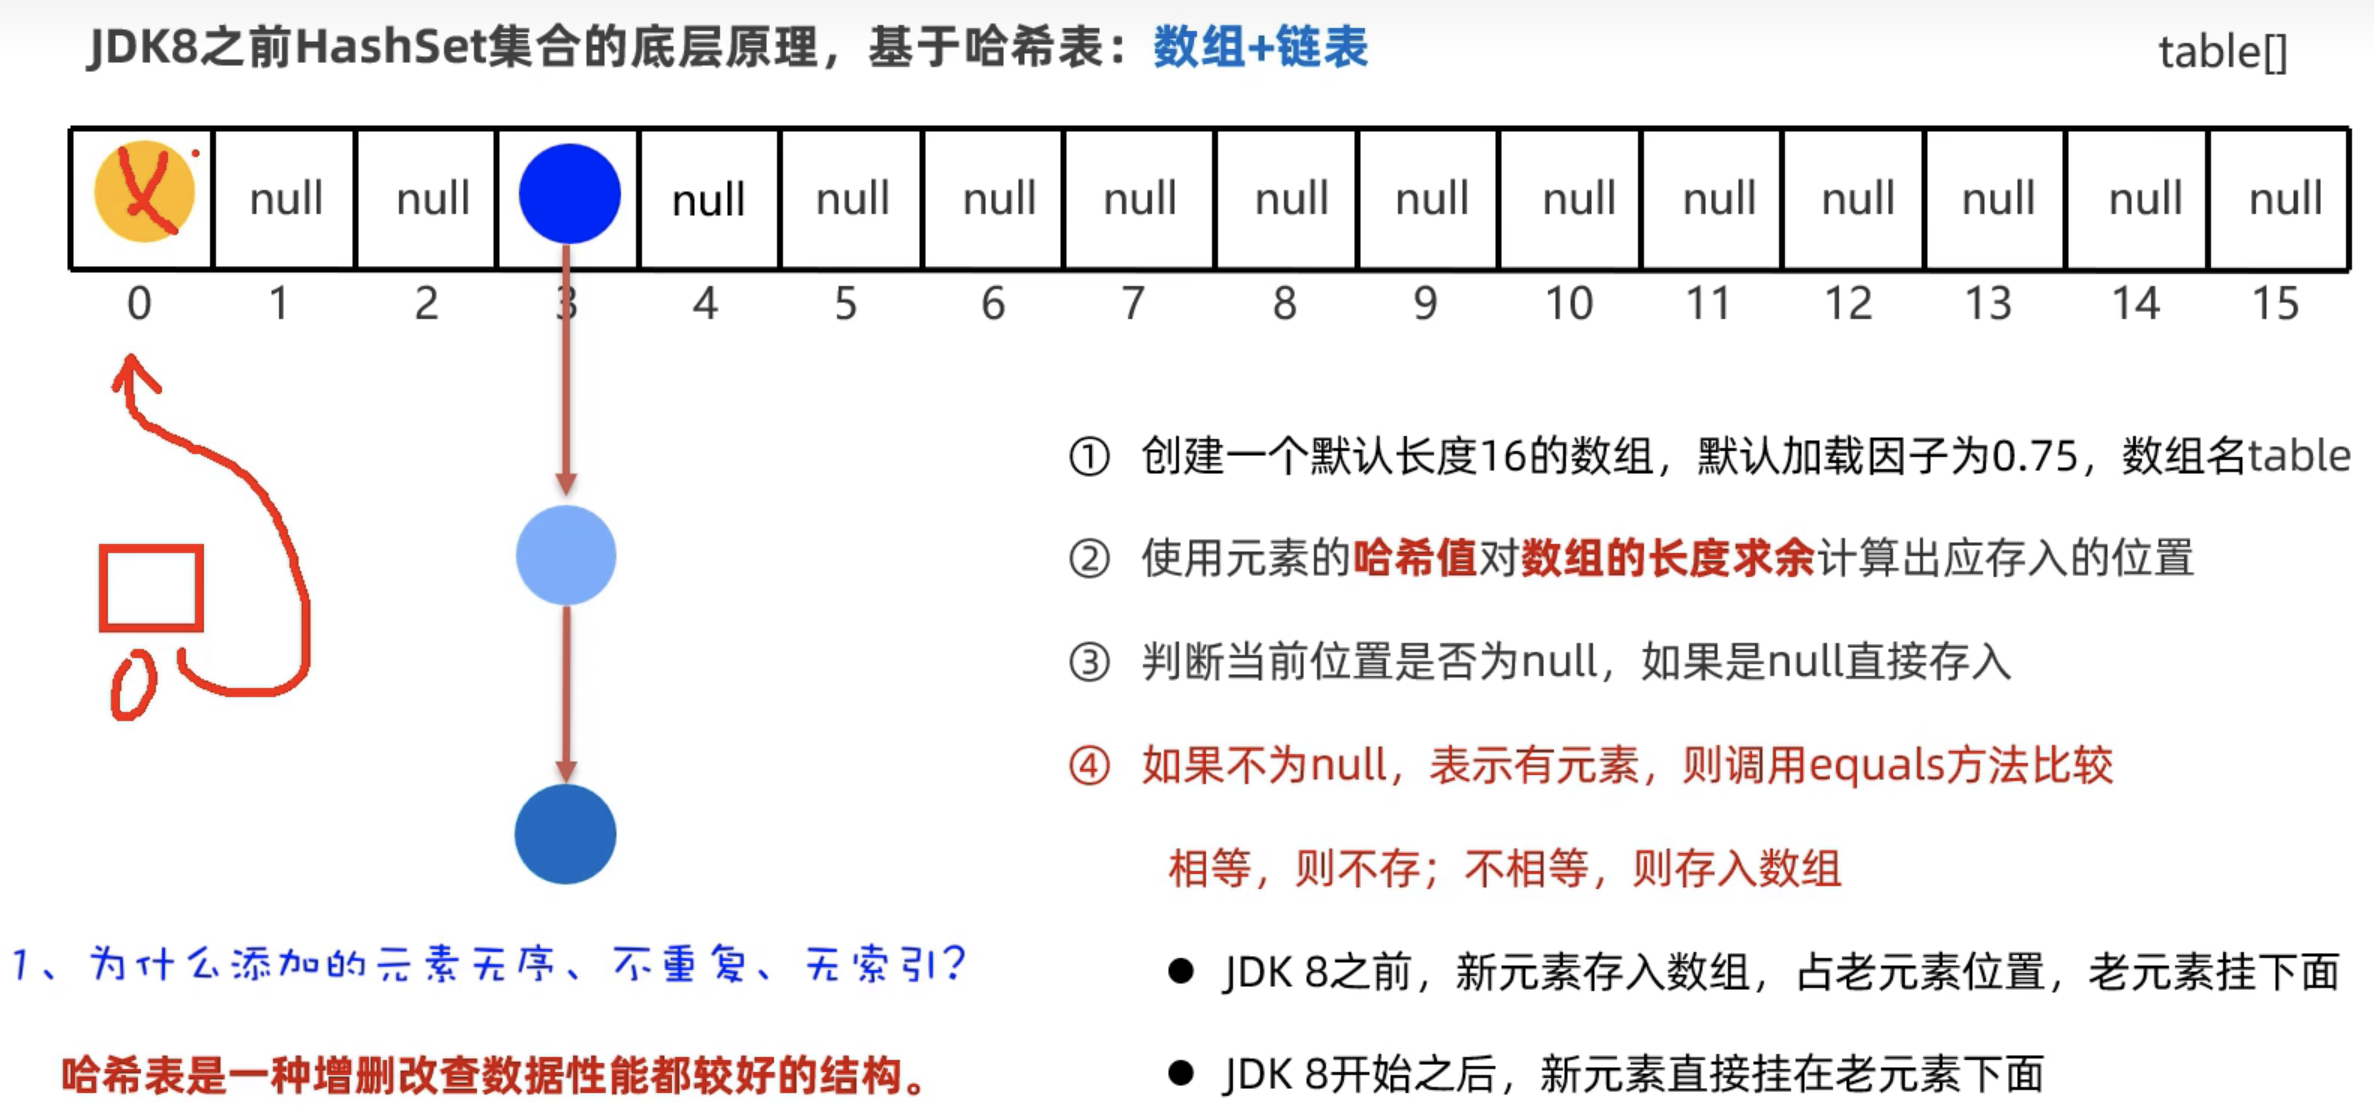 JDK8之前HashSet集合的底层原理，基于哈希表：数组+链表
table[]
null null null null null null null null null null null null null null
0 1 2 3 4 5 6 7 8 9 10 11 12 13 14 15
① 创建一个默认长度16的数组，默认加载因子为0.75，数组名table
② 使用元素的哈希值对数组的长度求余计算出应存入的位置
③ 判断当前位置是否为null，如果是null直接存入
0
④ 如果不为null，表示有元素，则调用equals方法比较
相等，则不存；不相等，则存入数组
● JDK 8之前，新元素存入数组，占老元素位置，老元素挂下面
● JDK 8开始之后，新元素直接挂在老元素下面
1、为什么添加的元素无序、不重复、无索引？
哈希表是一种增删改查数据性能都较好的结构。